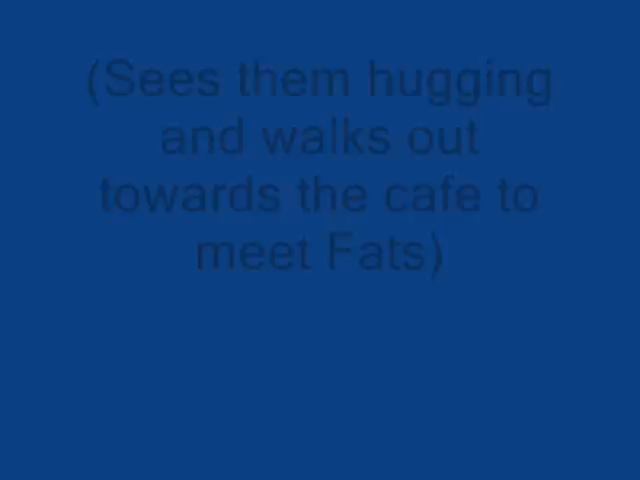 (Sees them hugging
and walks out
towards the cafe to
meet Fats)